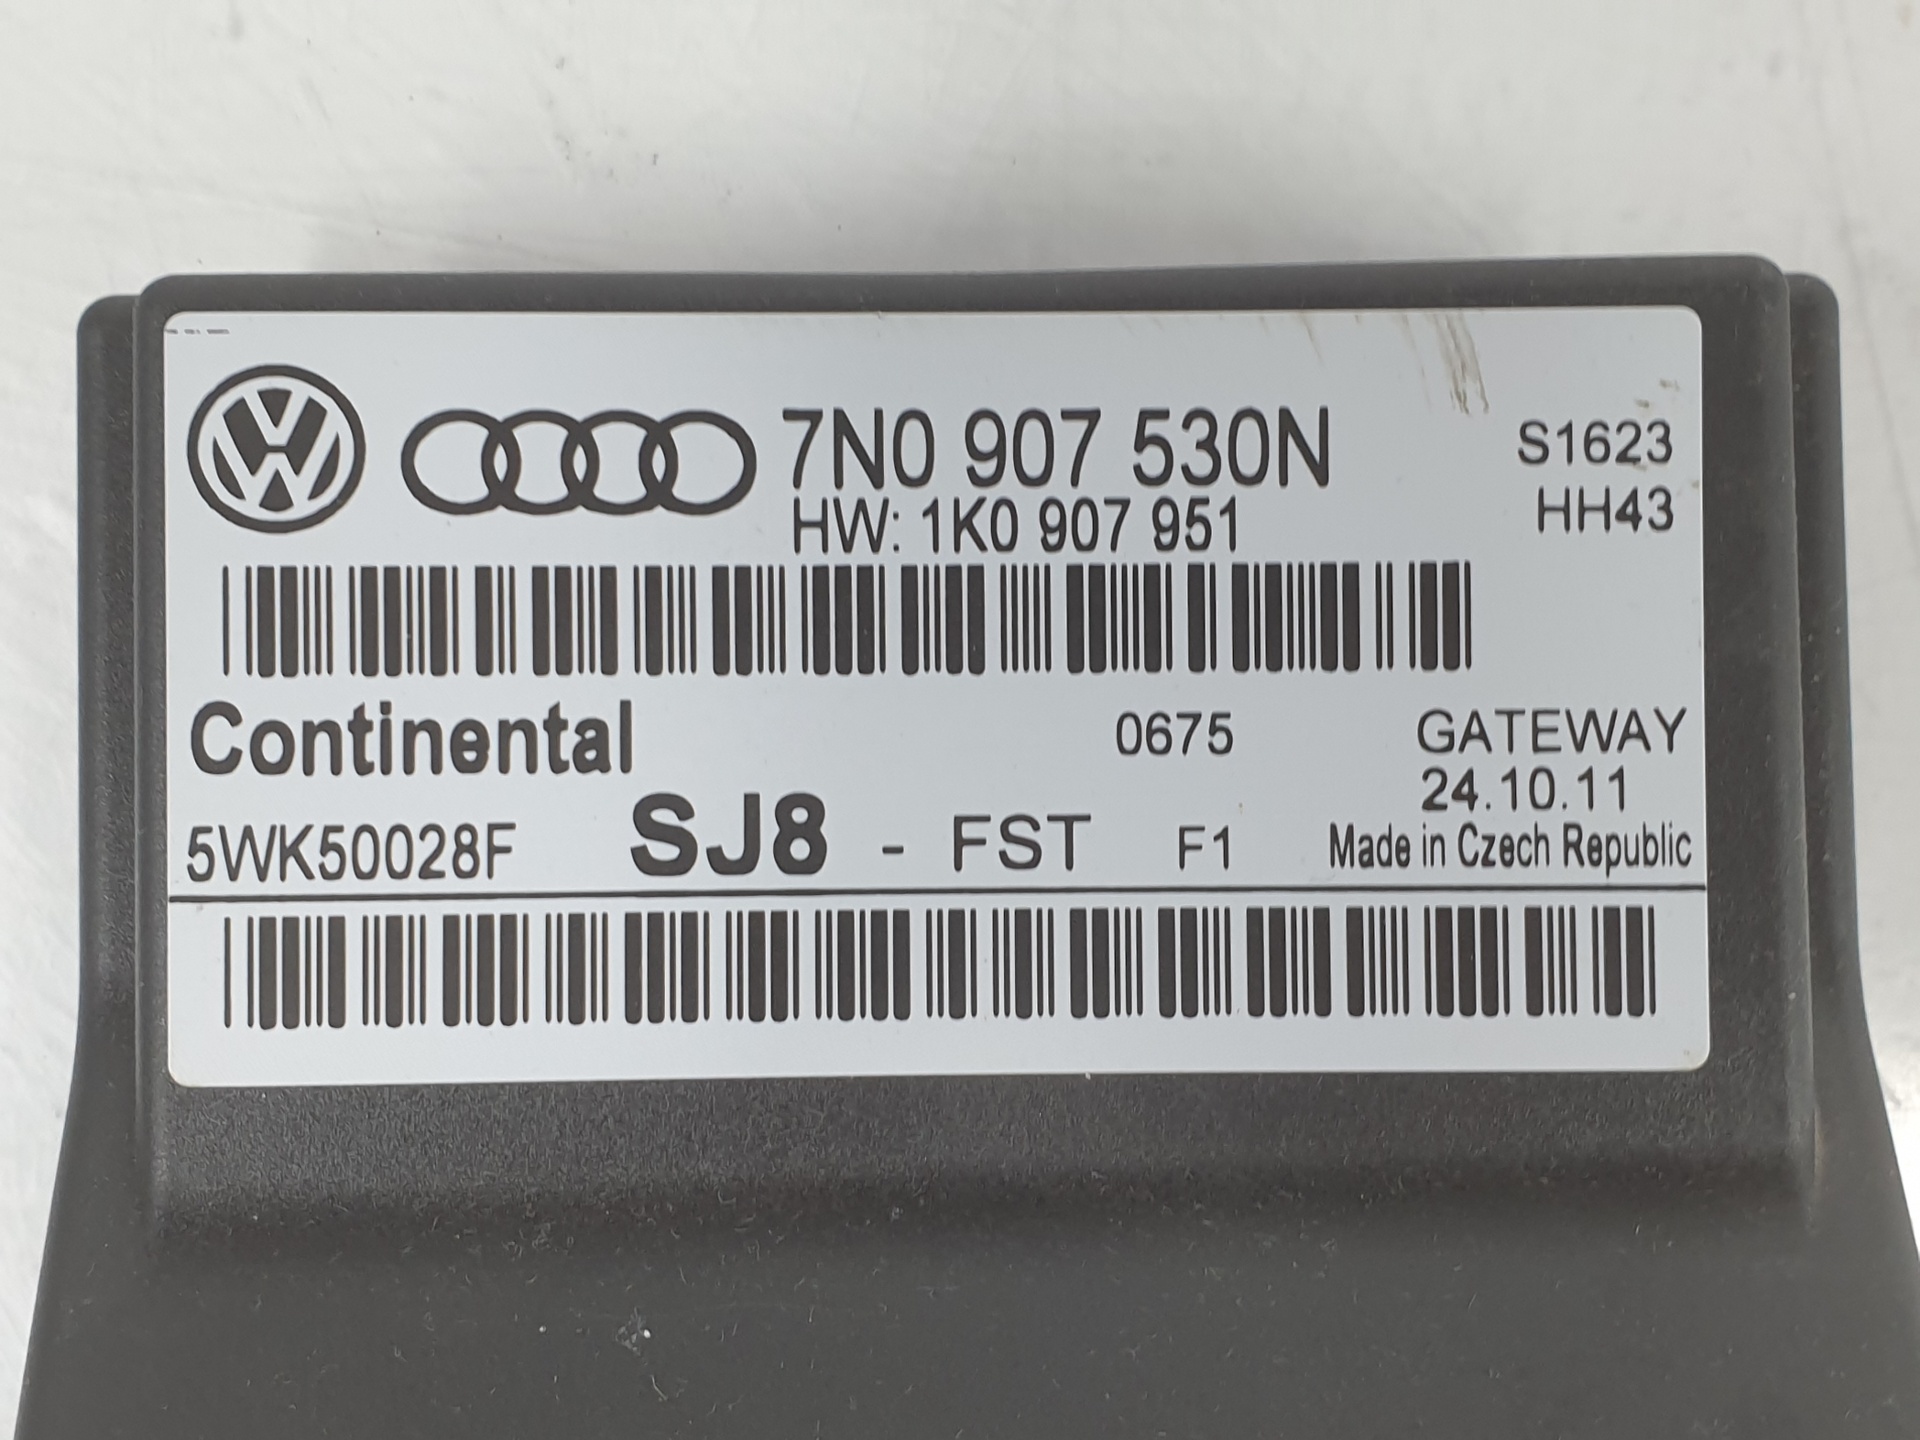 7N0 907 530N
HW: 1K0 907 951
S1623
HH43
Continental
0675
GATEWAY
24.10.11
5WK50028F SJ8 - FST F1
Made in Czech Republic